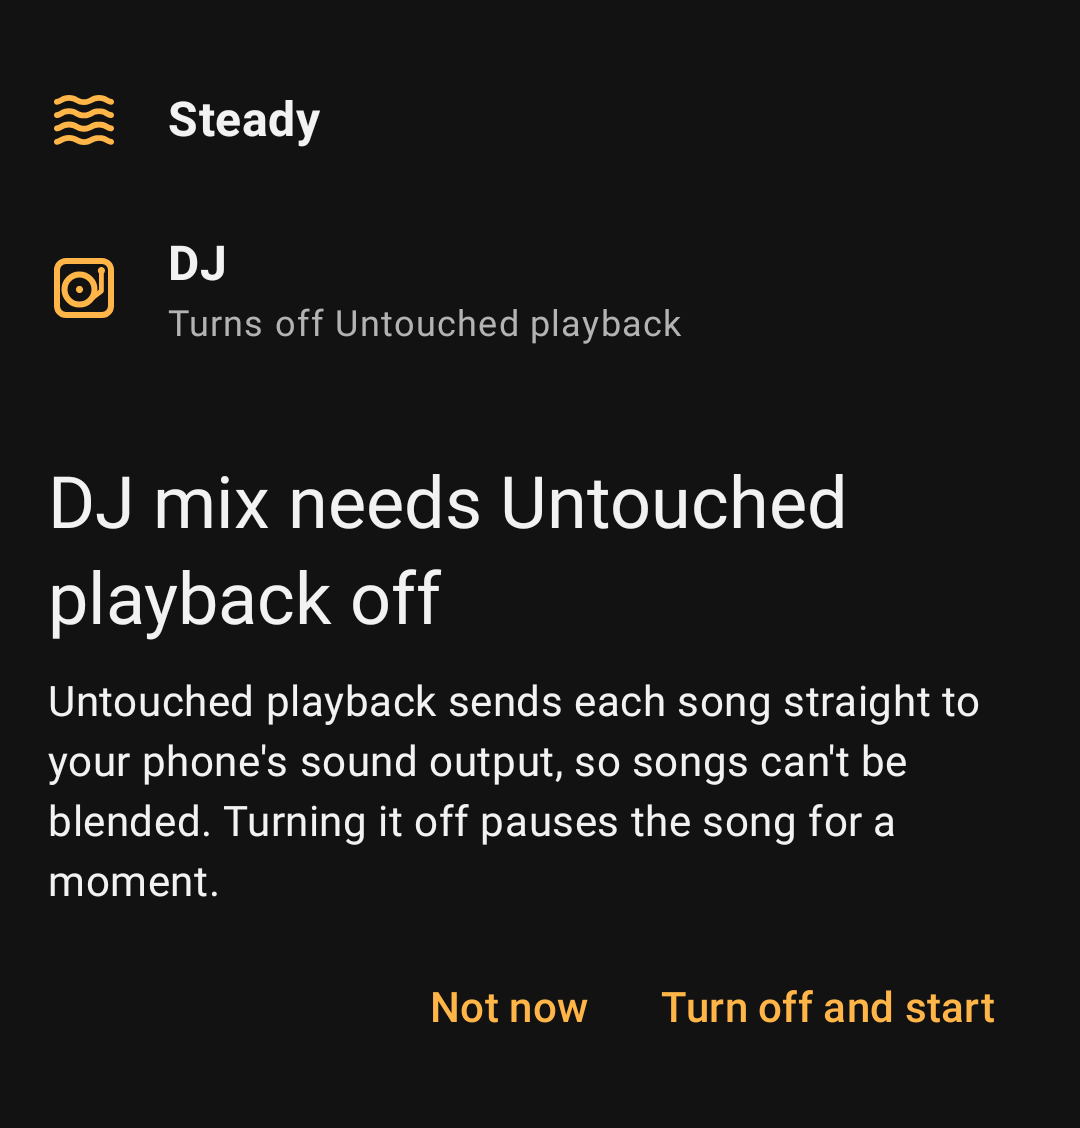 Steady
DJ
Turns off Untouched playback
DJ mix needs Untouched
playback off
Untouched playback sends each song straight to
your phone's sound output, so songs can't be
blended. Turning it off pauses the song for a
moment.
Not now
Turn off and start